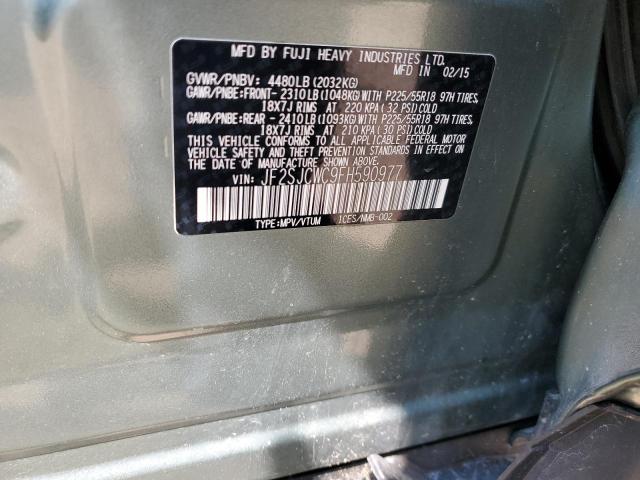 MFD BY FUJI HEAVY INDUSTRIES LTD.
MFD IN 02/15
GVWR/PNBV: 4480LB (2032KG)
GAWR/PNBE:FRONT- 2310LB(1048KG)WITH P225/55R18 97H TIRES,
18X7J RIMS AT 220 KPA( 32 PSI)COLD
GAWR/PNBE:REAR - 2410LB(1093KG)WITH P225/55R18 97H TIRES,
18X7J RIMS AT 210 KPA( 30 PSI)COLD
THIS VEHICLE CONFORMS TO ALL APPLICABLE FEDERAL MOTOR
VEHICLE SAFETY AND THEFT PREVENTION STANDARDS IN EFFECT ON
THE DATE OF MANUFACTURE SHOWN ABOVE.
VIN: JF2SJCWC9FH590977
TYPE:MPV/VTUM ICES/NMB-002